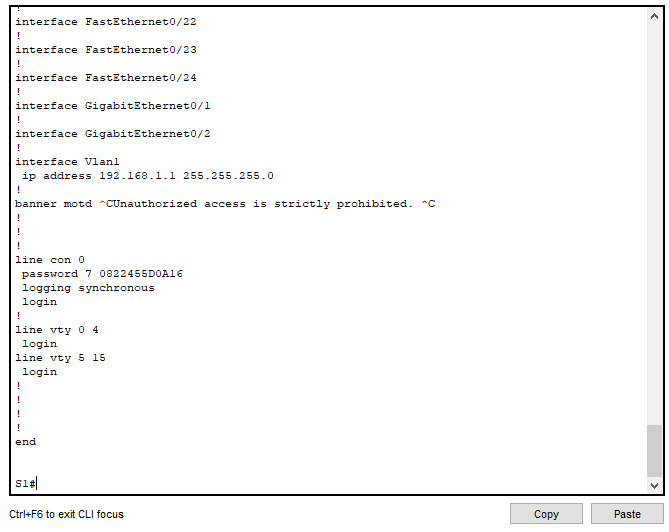 !
interface FastEthernet0/22
!
interface FastEthernet0/23
!
interface FastEthernet0/24
!
interface GigabitEthernet0/1
!
interface GigabitEthernet0/2
!
interface Vlan1
 ip address 192.168.1.1 255.255.255.0
!
banner motd ^CUnauthorized access is strictly prohibited. ^C
!
!
!
line con 0
 password 7 0822455D0A16
 logging synchronous
 login
!
line vty 0 4
 login
line vty 5 15
 login
!
!
!
!
end
S1#
Ctrl+F6 to exit CLI focus
Copy
Paste